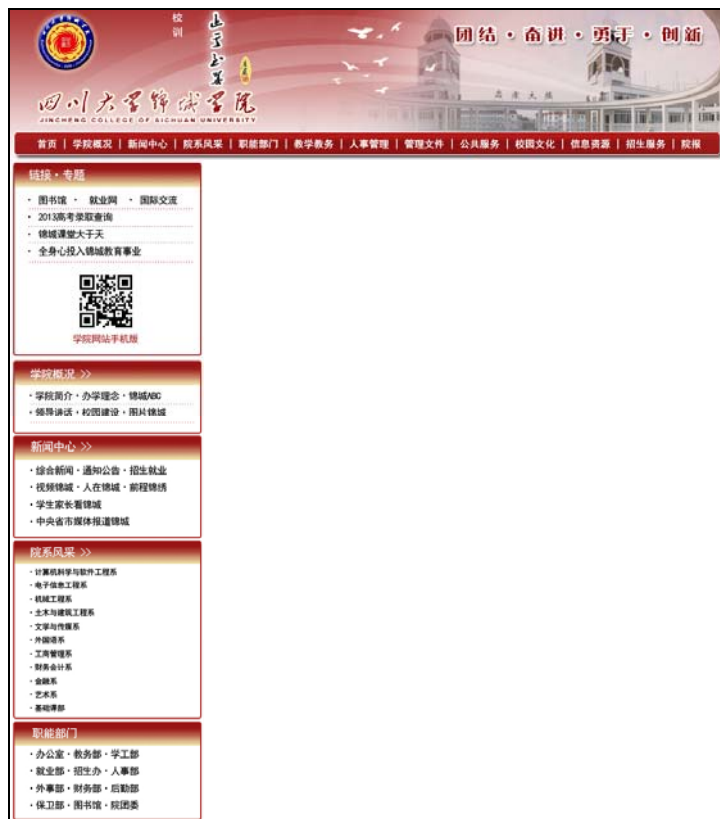 校训
止于至善
团结·奋进·勇于·创新
四川大学锦城学院
JINCHENG COLLEGE OF SICHUAN UNIVERSITY
首页 | 学院概况 | 新闻中心 | 院系风采 | 职能部门 | 教学教务 | 人事管理 | 管理文件 | 公共服务 | 校园文化 | 信息资源 | 招生服务 | 院报
链接·专题
· 图书馆 · 就业网 · 国际交流
· 2013高考录取查询
· 锦城课堂大于天
· 全身心投入锦城教育事业
学院网站手机版
学院概况 >>
·学院简介·办学理念·锦城ABC
·领导讲话·校园建设·图片锦城
新闻中心 >>
·综合新闻·通知公告·招生就业
·视频锦城·人在锦城·前程锦绣
·学生家长看锦城
·中央省市媒体报道锦城
院系风采 >>
·计算机科学与软件工程系
·电子信息工程系
·机械工程系
·土木与建筑工程系
·文学与传媒系
·外国语系
·工商管理系
·财务会计系
·金融系
·艺术系
·基础课部
职能部门
·办公室·教务部·学工部
·就业部·招生办·人事部
·外事部·财务部·后勤部
·保卫部·图书馆·院团委